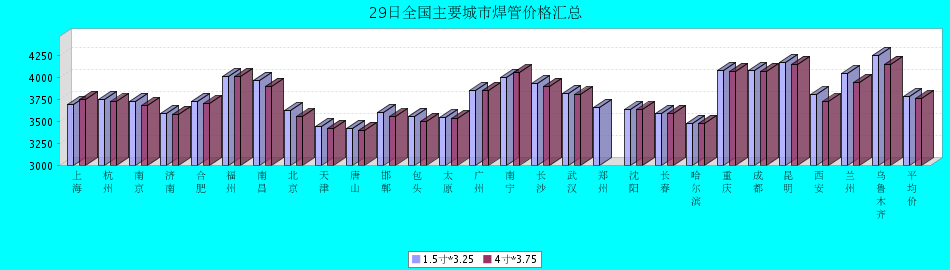 29日全国主要城市焊管价格汇总
4250
4000
3750
3500
3250
3000
上海
杭州
南京
济南
合肥
福州
南昌
北京
天津
唐山
邯郸
包头
太原
广州
南宁
长沙
武汉
郑州
沈阳
长春
哈尔滨
重庆
成都
昆明
西安
兰州
乌鲁木齐
平均价
1.5寸*3.25
4寸*3.75